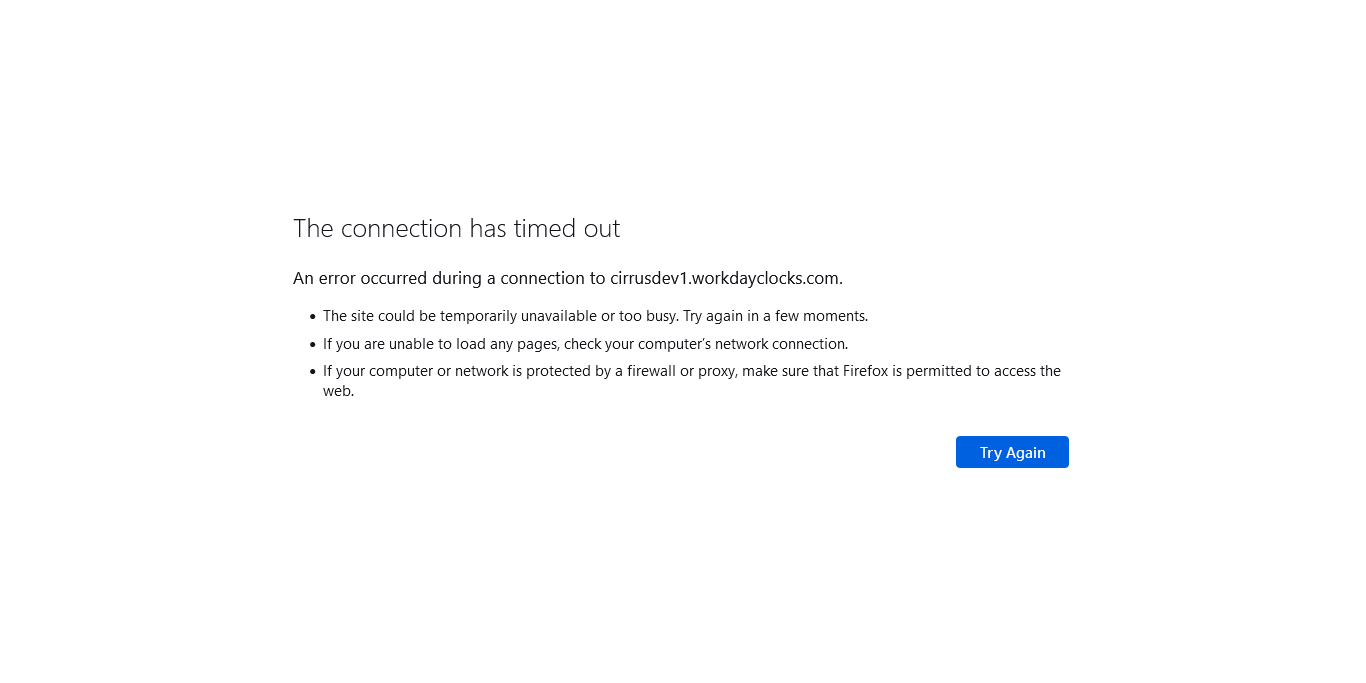 The connection has timed out
An error occurred during a connection to cirrusdev1.workdayclocks.com.
• The site could be temporarily unavailable or too busy. Try again in a few moments.
• If you are unable to load any pages, check your computer’s network connection.
• If your computer or network is protected by a firewall or proxy, make sure that Firefox is permitted to access the
web.
Try Again